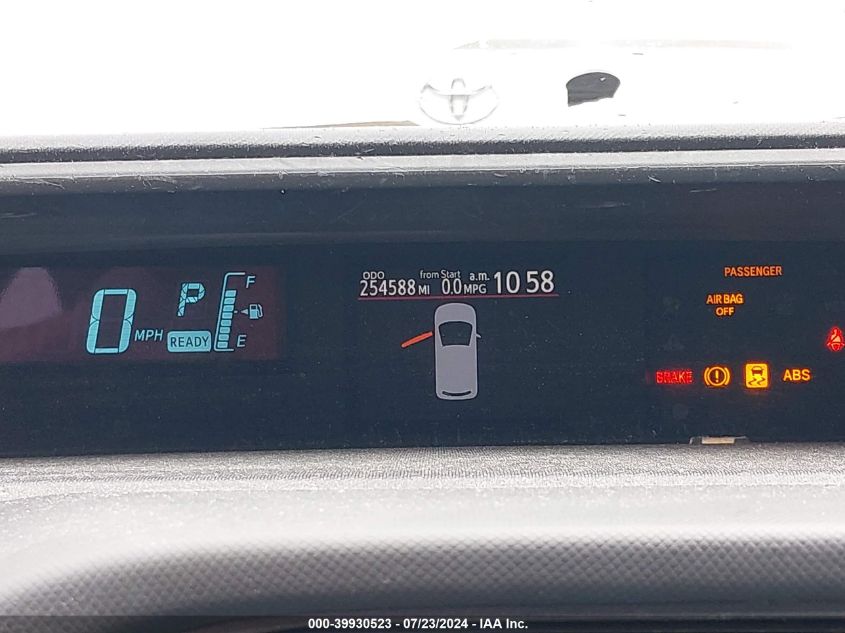 0 MPH
P
READY
F
E
ODO
254588 MI
from Start
0.0 MPG
a.m.
10 58
PASSENGER
AIR BAG
OFF
BRAKE
ABS
000-39930523 - 07/23/2024 - IAA Inc.